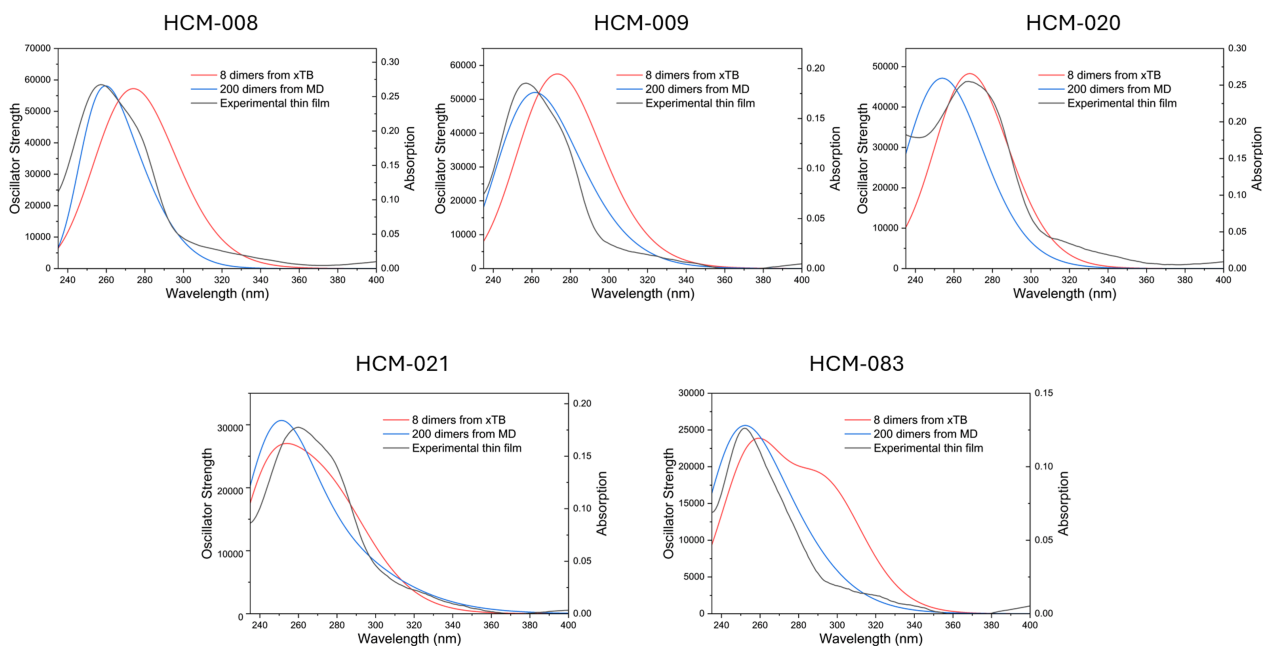 HCM-008
70000
60000
50000
40000
30000
20000
10000
0
0.30
0.25
0.20
0.15
0.10
0.05
0.00
240 260 280 300 320 340 360 380 400
Oscillator Strength
Absorption
Wavelength (nm)
8 dimers from xTB
200 dimers from MD
Experimental thin film
HCM-009
60000
50000
40000
30000
20000
10000
0
0.20
0.15
0.10
0.05
0.00
240 260 280 300 320 340 360 380 400
Oscillator Strength
Absorption
Wavelength (nm)
8 dimers from xTB
200 dimers from MD
Experimental thin film
HCM-020
50000
40000
30000
20000
10000
0
0.30
0.25
0.20
0.15
0.10
0.05
0.00
240 260 280 300 320 340 360 380 400
Oscillator Strength
Absorption
Wavelength (nm)
8 dimers from xTB
200 dimers from MD
Experimental thin film
HCM-021
30000
20000
10000
0
0.20
0.15
0.10
0.05
0.00
240 260 280 300 320 340 360 380 400
Oscillator Strength
Absorption
Wavelength (nm)
8 dimers from xTB
200 dimers from MD
Experimental thin film
HCM-083
30000
25000
20000
15000
10000
5000
0
0.15
0.10
0.05
0.00
240 260 280 300 320 340 360 380 400
Oscillator Strength
Absorption
Wavelength (nm)
8 dimers from xTB
200 dimers from MD
Experimental thin film